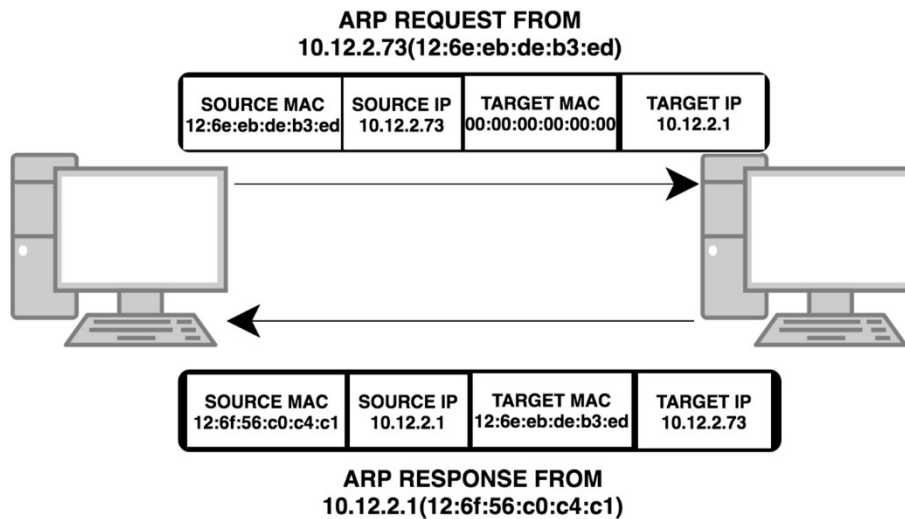 ARP REQUEST FROM
10.12.2.73(12:6e:eb:de:b3:ed)
SOURCE MAC
12:6e:eb:de:b3:ed
SOURCE IP
10.12.2.73
TARGET MAC
00:00:00:00:00:00
TARGET IP
10.12.2.1
SOURCE MAC
12:6f:56:c0:c4:c1
SOURCE IP
10.12.2.1
TARGET MAC
12:6e:eb:de:b3:ed
TARGET IP
10.12.2.73
ARP RESPONSE FROM
10.12.2.1(12:6f:56:c0:c4:c1)